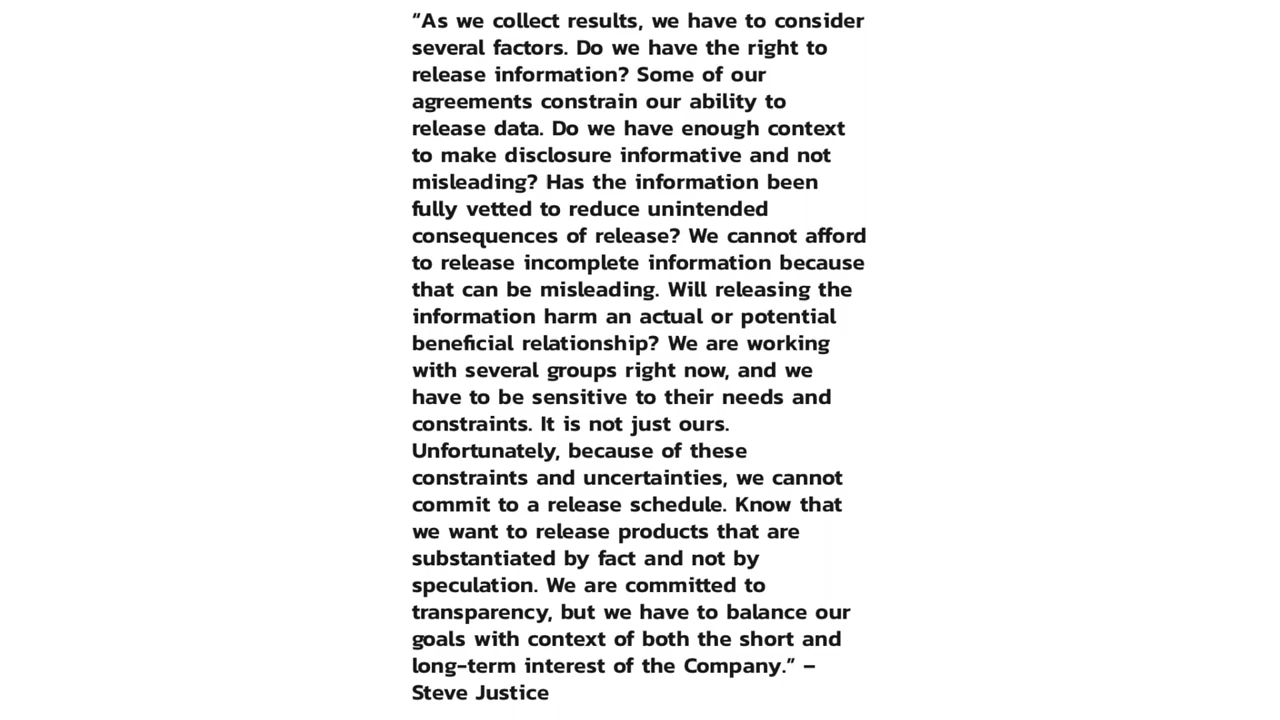 “As we collect results, we have to consider
several factors. Do we have the right to
release information? Some of our
agreements constrain our ability to
release data. Do we have enough context
to make disclosure informative and not
misleading? Has the information been
fully vetted to reduce unintended
consequences of release? We cannot afford
to release incomplete information because
that can be misleading. Will releasing the
information harm an actual or potential
beneficial relationship? We are working
with several groups right now, and we
have to be sensitive to their needs and
constraints. It is not just ours.
Unfortunately, because of these
constraints and uncertainties, we cannot
commit to a release schedule. Know that
we want to release products that are
substantiated by fact and not by
speculation. We are committed to
transparency, but we have to balance our
goals with context of both the short and
long-term interest of the Company.” –
Steve Justice